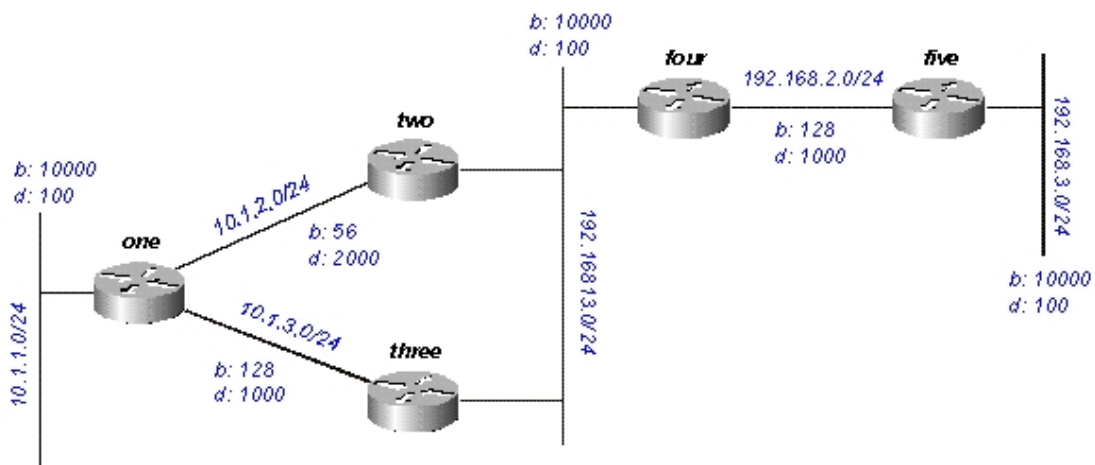 b: 10000
d: 100
four
192.168.2.0/24
five
b: 128
d: 1000
192.168.3.0/24
b: 10000
d: 100
two
b: 10000
d: 100
10.1.2.0/24
b: 56
d: 2000
one
192.16813.0/24
10.1.1.0/24
10.1.3.0/24
three
b: 128
d: 1000